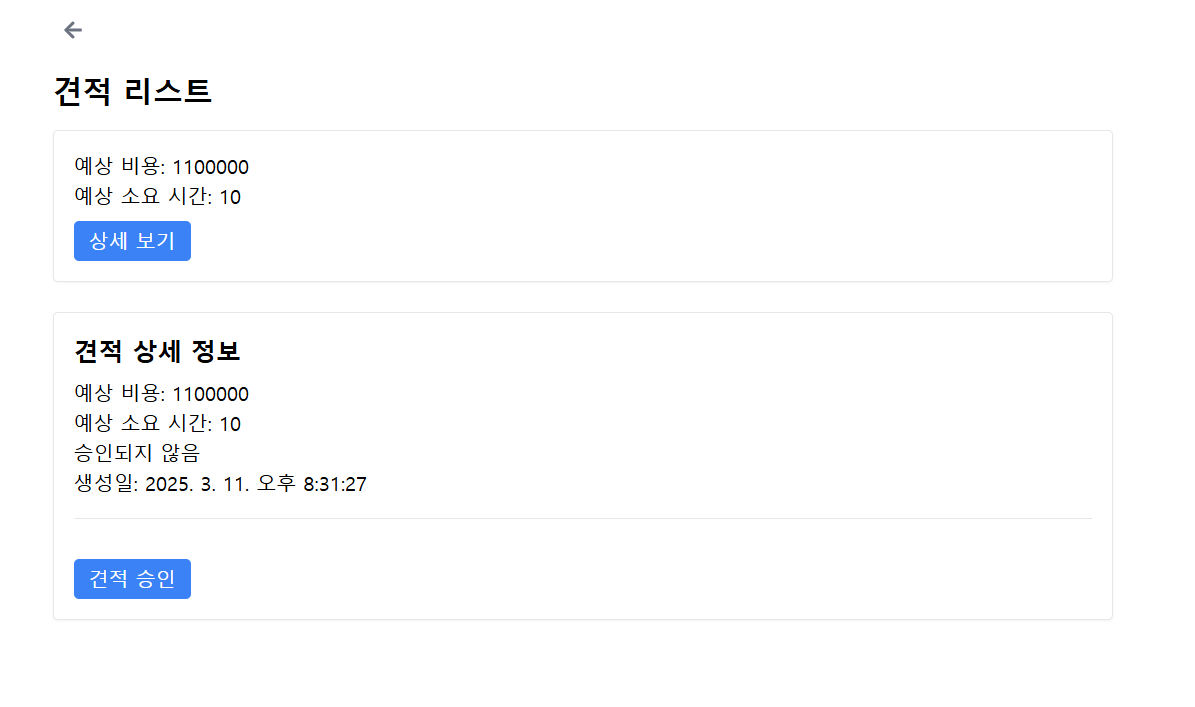 견적 리스트
예상 비용: 1100000
예상 소요 시간: 10
상세 보기
견적 상세 정보
예상 비용: 1100000
예상 소요 시간: 10
승인되지 않음
생성일: 2025. 3. 11. 오후 8:31:27
견적 승인